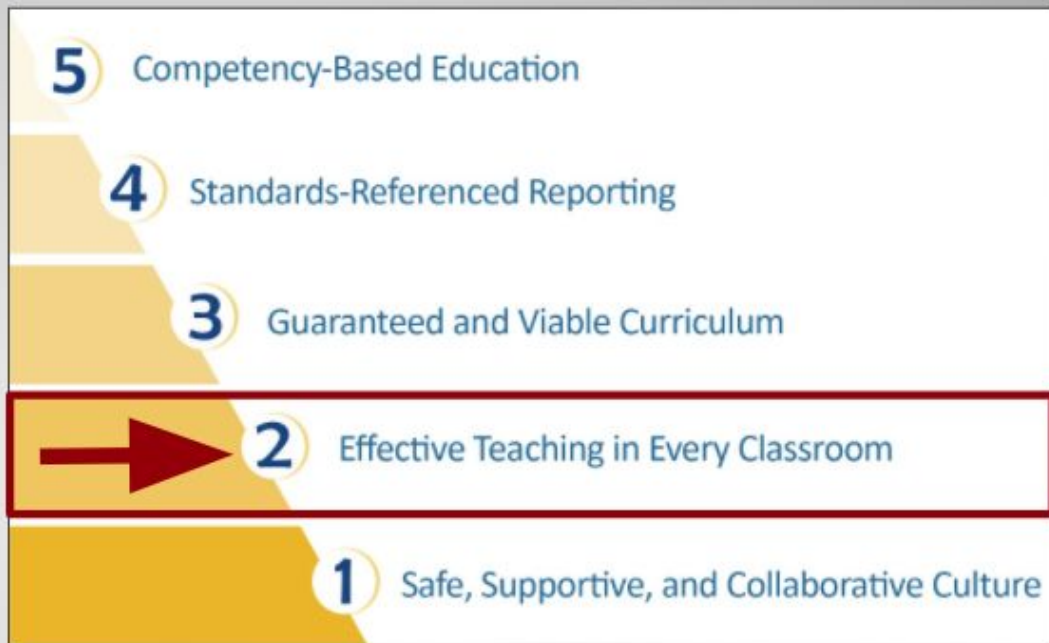 5 Competency-Based Education
4 Standards-Referenced Reporting
3 Guaranteed and Viable Curriculum
2 Effective Teaching in Every Classroom
1 Safe, Supportive, and Collaborative Culture